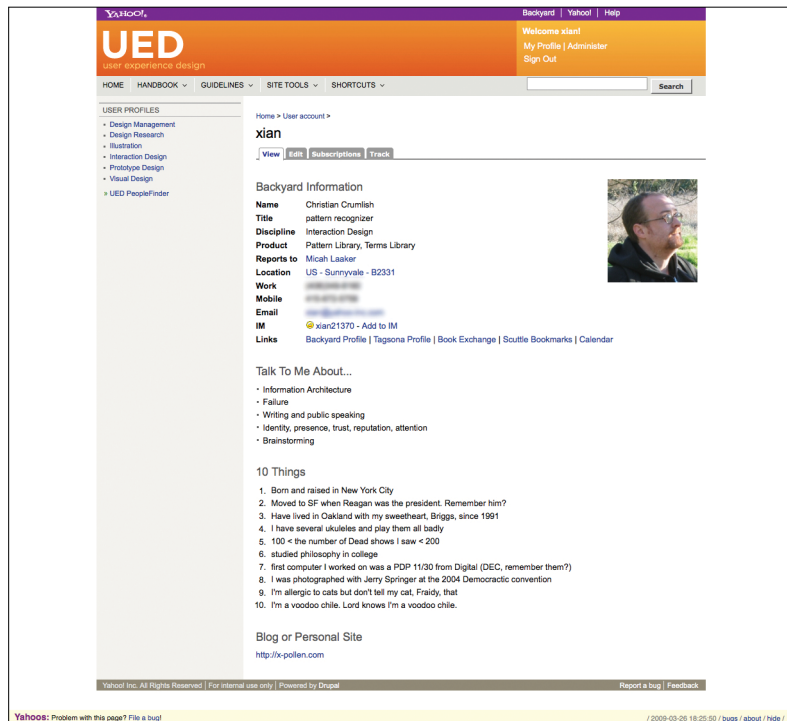 YAHOO!®
Backyard | Yahoo! | Help
UED
user experience design
Welcome xian!
My Profile | Administer
Sign Out
HOME HANDBOOK GUIDELINES SITE TOOLS SHORTCUTS
Search
USER PROFILES
Design Management
Design Research
Illustration
Interaction Design
Prototype Design
Visual Design
» UED PeopleFinder
Home > User account >
xian
View Edit Subscriptions Track
Backyard Information
Name Christian Crumlish
Title pattern recognizer
Discipline Interaction Design
Product Pattern Library, Terms Library
Reports to Micah Laaker
Location US - Sunnyvale - B2331
Work
Mobile
Email
IM xian21370 - Add to IM
Links Backyard Profile | Tagsona Profile | Book Exchange | Scuttle Bookmarks | Calendar
Talk To Me About...
• Information Architecture
• Failure
• Writing and public speaking
• Identity, presence, trust, reputation, attention
• Brainstorming
10 Things
1. Born and raised in New York City
2. Moved to SF when Reagan was the president. Remember him?
3. Have lived in Oakland with my sweetheart, Briggs, since 1991
4. I have several ukuleles and play them all badly
5. 100 < the number of Dead shows I saw < 200
6. studied philosophy in college
7. first computer I worked on was a PDP 11/30 from Digital (DEC, remember them?)
8. I was photographed with Jerry Springer at the 2004 Democractic convention
9. I'm allergic to cats but don't tell my cat, Fraidy, that
10. I'm a voodoo chile. Lord knows I'm a voodoo chile.
Blog or Personal Site
http://x-pollen.com
Yahoo! Inc. All Rights Reserved | For internal use only | Powered by Drupal
Report a bug | Feedback
Yahoos: Problem with this page? File a bug!
/ 2009-03-26 18:25:50 / bugs / about / hide /